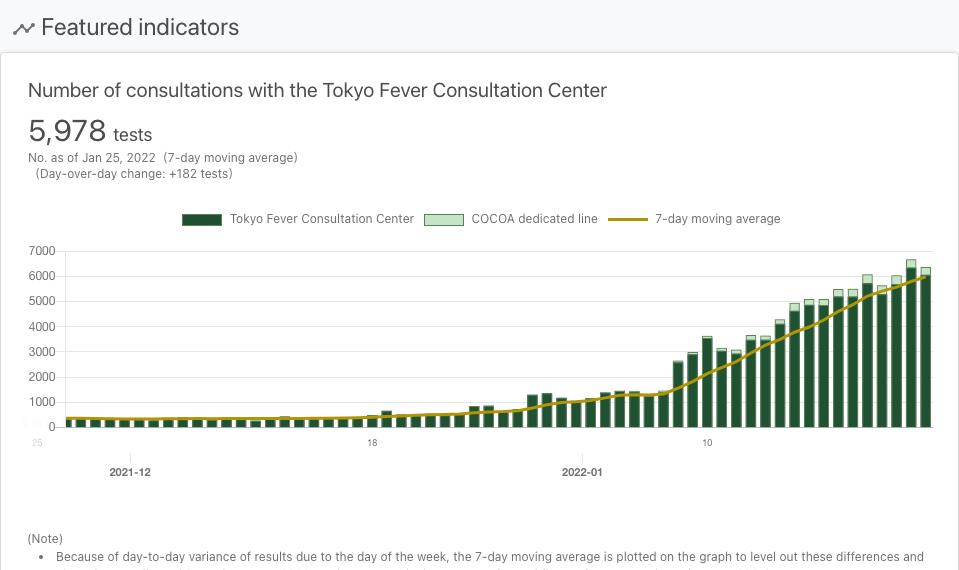 Featured indicators
Number of consultations with the Tokyo Fever Consultation Center
5,978 tests
No. as of Jan 25, 2022 (7-day moving average)
(Day-over-day change: +182 tests)
Tokyo Fever Consultation Center COCOA dedicated line 7-day moving average
7000
6000
5000
4000
3000
2000
1000
0
25 18 10
2021-12 2022-01
(Note)
• Because of day-to-day variance of results due to the day of the week, the 7-day moving average is plotted on the graph to level out these differences and